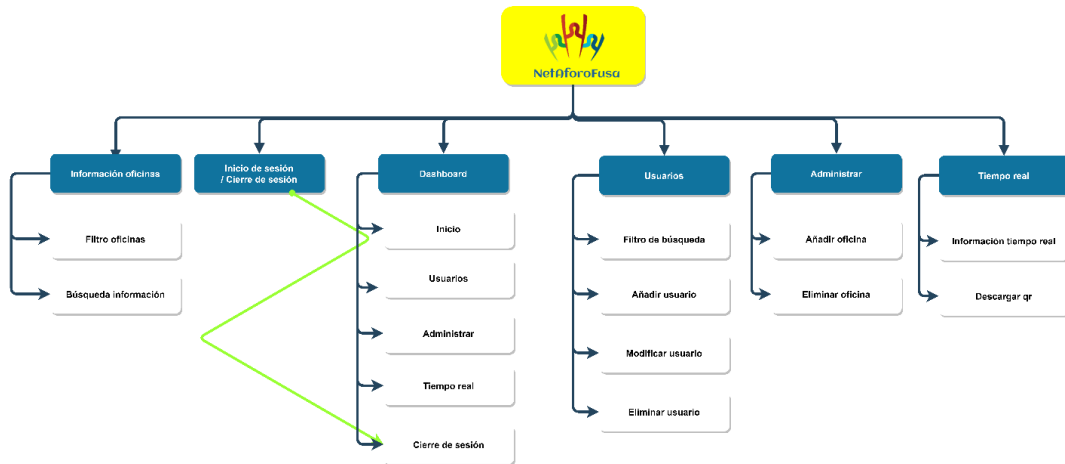 NetAforoFusa
Información oficinas
Filtro oficinas
Búsqueda información
Inicio de sesión
/ Cierre de sesión
Dashboard
Inicio
Usuarios
Administrar
Tiempo real
Cierre de sesión
Usuarios
Filtro de búsqueda
Añadir usuario
Modificar usuario
Eliminar usuario
Administrar
Añadir oficina
Eliminar oficina
Tiempo real
Información tiempo real
Descargar qr